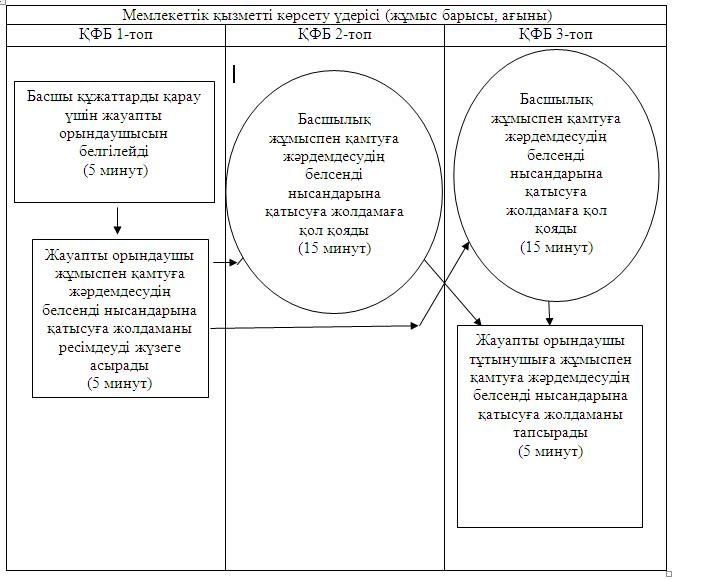 Мемлекеттік қызметті көрсету үдерісі (жұмыс барысы, ағыны)
ҚФБ 1-топ
ҚФБ 2-топ
ҚФБ 3-топ
Басшы құжаттарды қарау
үшін жауапты
орындаушысын
белгілейді
(5 минут)
Жауапты орындаушы
жұмыспен қамтуға
жәрдемдесудің
белсенді нысандарына
қатысуға жолдаманы
ресімдеуді жүзеге
асырады
(5 минут)
Басшылық
жұмыспен қамтуға
жәрдемдесудің
белсенді
нысандарына
қатысуға жолдамаға
қол қояды
(15 минут)
Басшылық
жұмыспен қамтуға
жәрдемдесудің
белсенді
нысандарына
қатысуға
жолдамаға қол
қояды
(15 минут)
Жауапты орындаушы
тұтынушыға жұмыспен
қамтуға жәрдемдесудің
белсенді нысандарына
қатысуға жолдаманы
тапсырады
(5 минут)